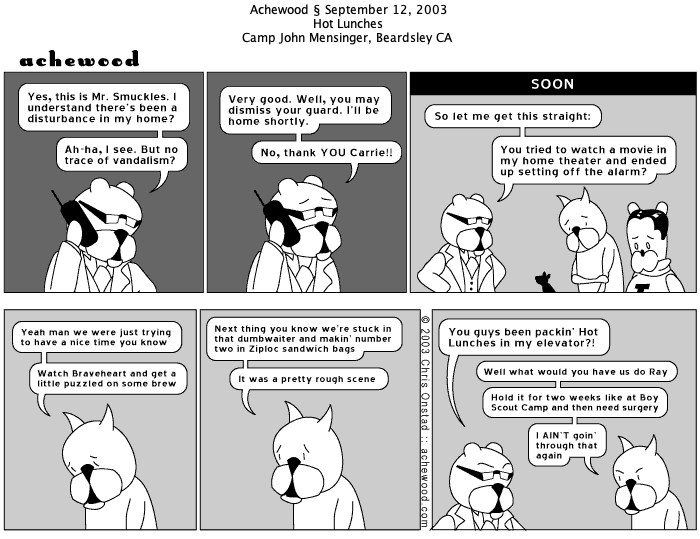 Achewood § September 12, 2003
Hot Lunches
Camp John Mensinger, Beardsley CA
achewood
Yes, this is Mr. Smuckles. I
understand there's been a
disturbance in my home?
Ah-ha, I see. But no
trace of vandalism?
Very good. Well, you may
dismiss your guard. I'll be
home shortly.
No, thank YOU Carrie!!
SOON
So let me get this straight:
You tried to watch a movie in
my home theater and ended
up setting off the alarm?
Yeah man we were just trying
to have a nice time you know
Watch Braveheart and get a
little puzzled on some brew
Next thing you know we're stuck in
that dumbwaiter and makin' number
two in Ziploc sandwich bags
It was a pretty rough scene
© 2003 Chris Onstad :: achewood.com
You guys been packin' Hot
Lunches in my elevator?!
Well what would you have us do Ray
Hold it for two weeks like at Boy
Scout Camp and then need surgery
I AIN'T goin'
through that
again